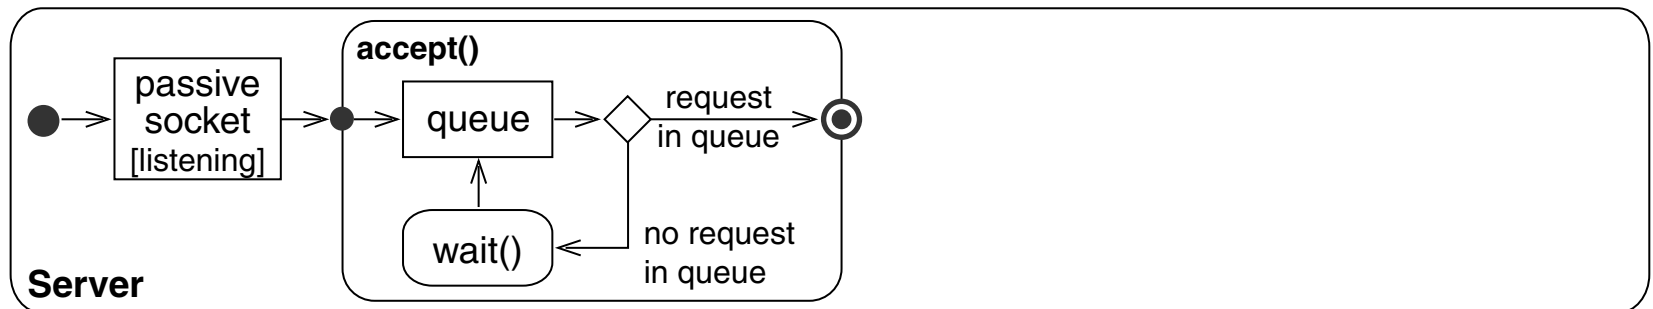 accept()
passive
socket
[listening]
queue
request
in queue
wait()
no request
in queue
Server